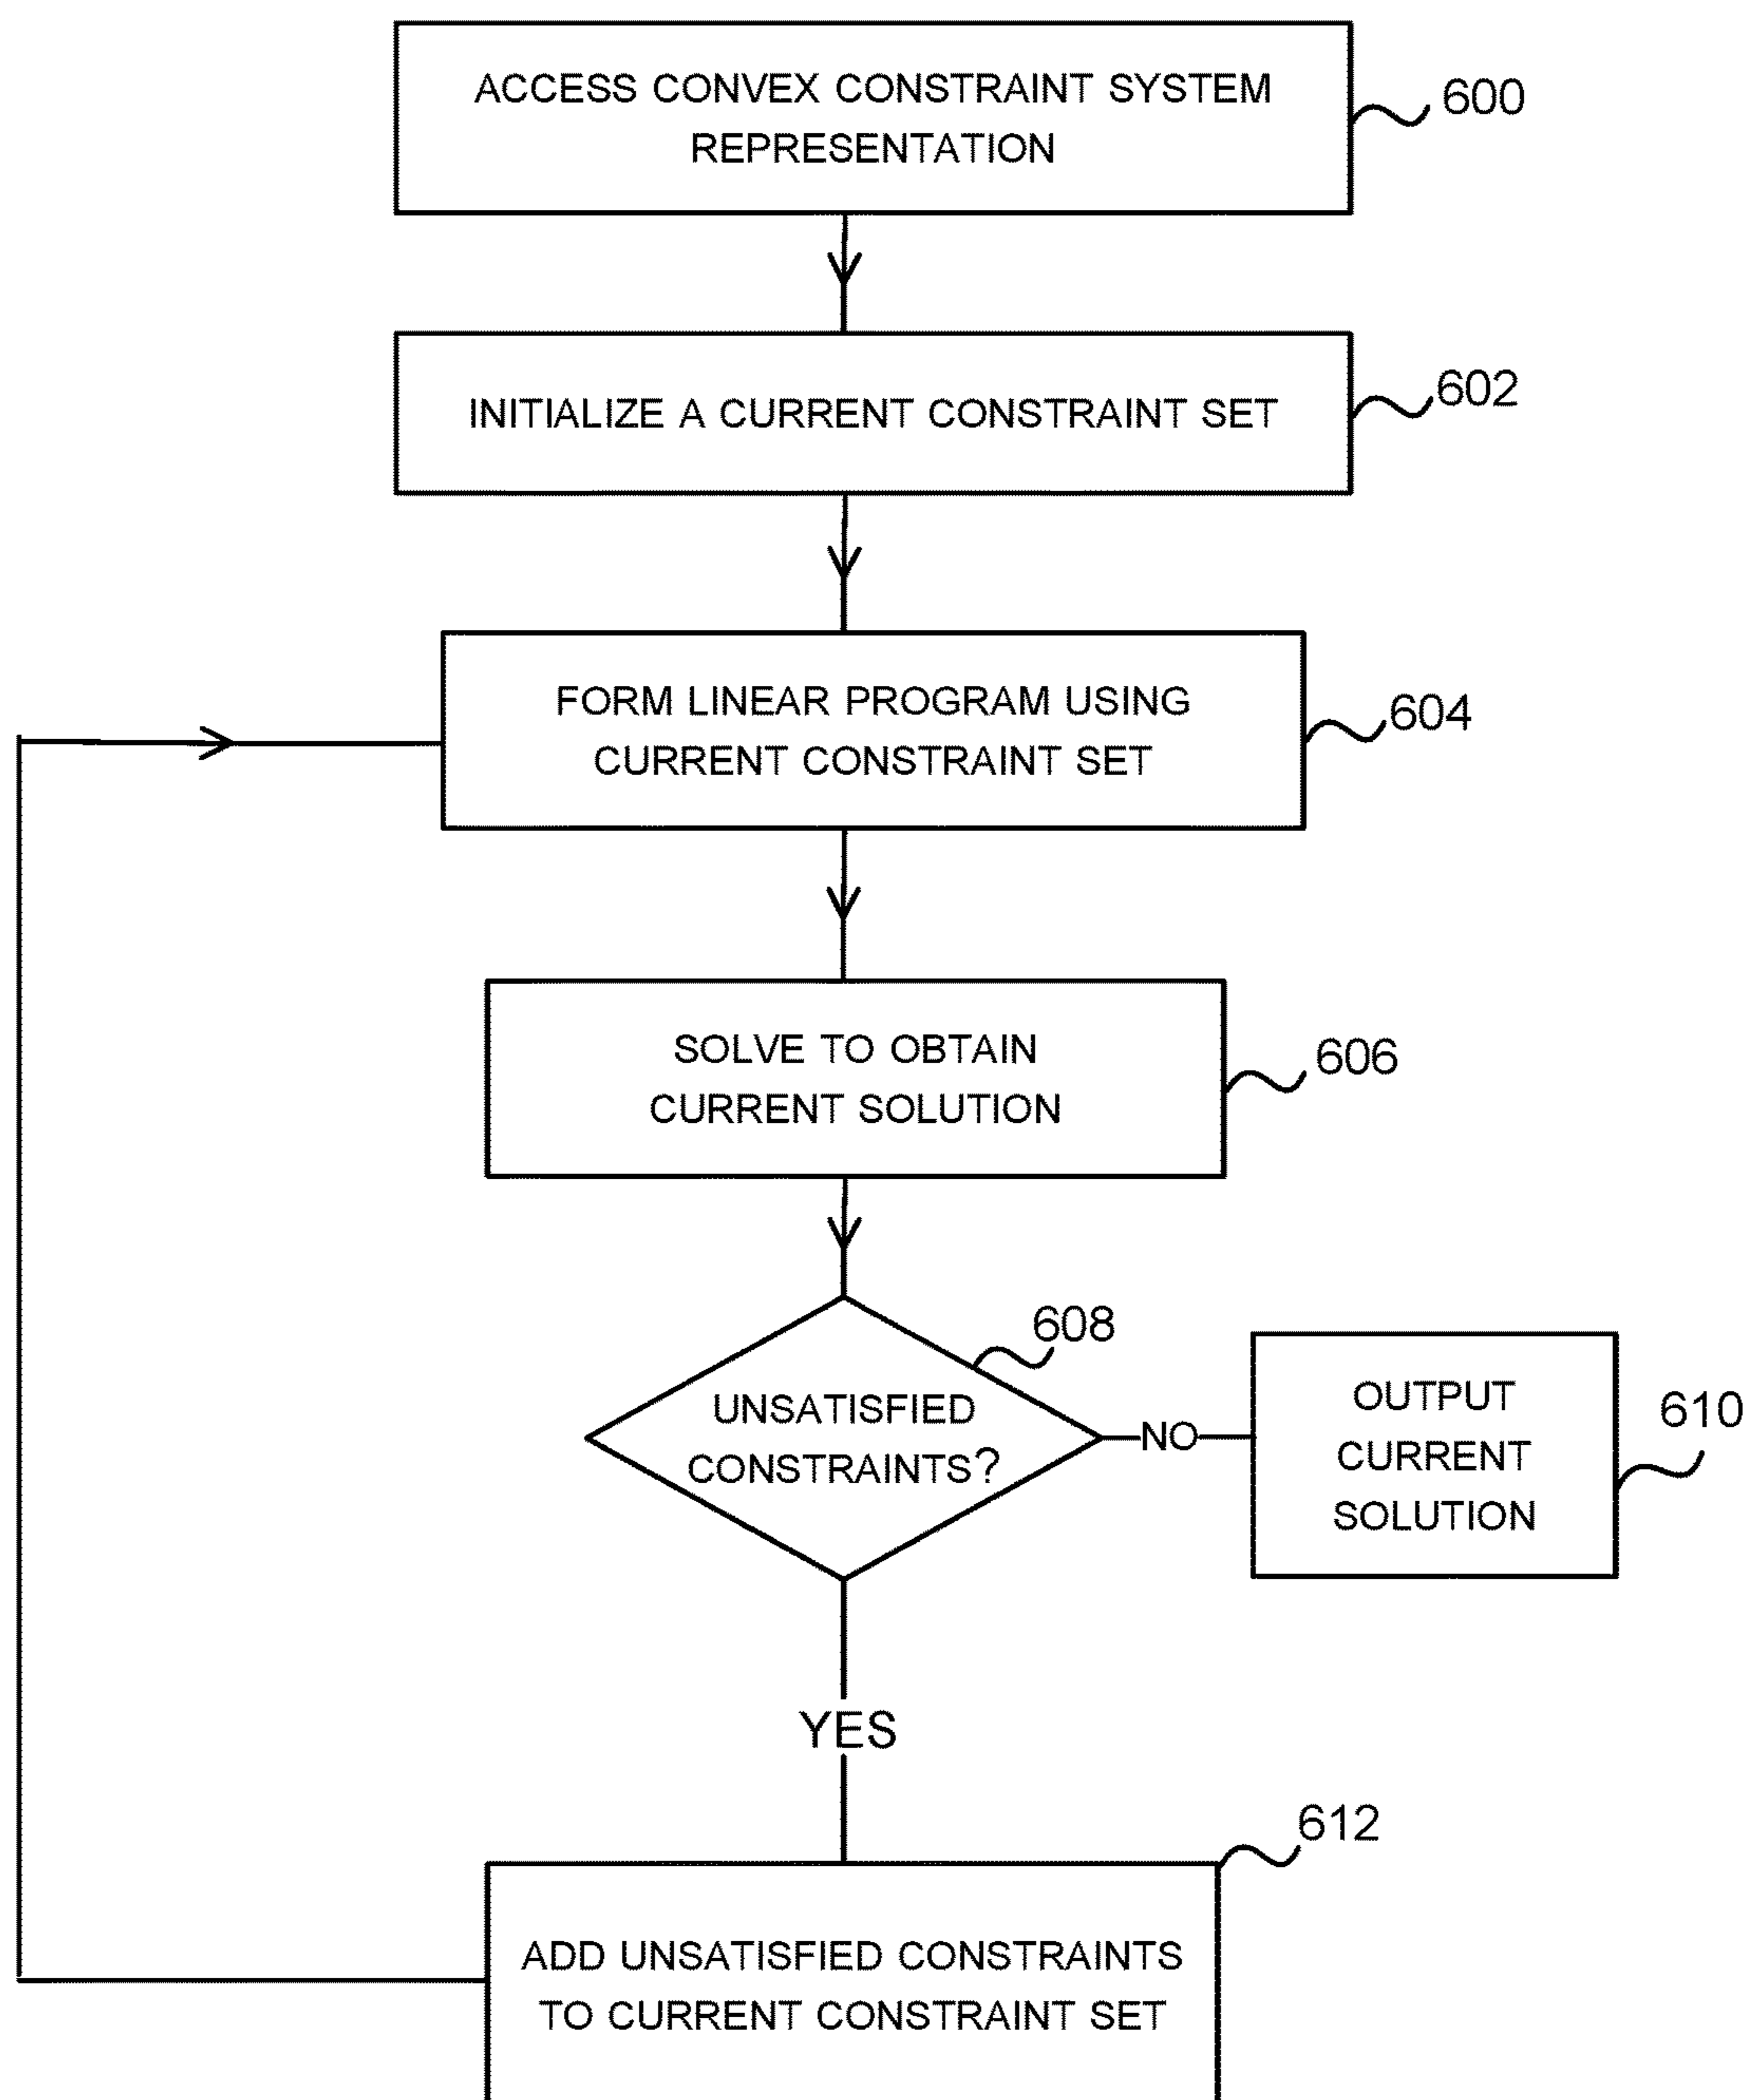 ACCESS CONVEX CONSTRAINT SYSTEM
REPRESENTATION
600
INITIALIZE A CURRENT CONSTRAINT SET
602
FORM LINEAR PROGRAM USING
CURRENT CONSTRAINT SET
604
SOLVE TO OBTAIN
CURRENT SOLUTION
606
608
UNSATISFIED
CONSTRAINTS?
NO
OUTPUT
CURRENT
SOLUTION
610
YES
612
ADD UNSATISFIED CONSTRAINTS
TO CURRENT CONSTRAINT SET